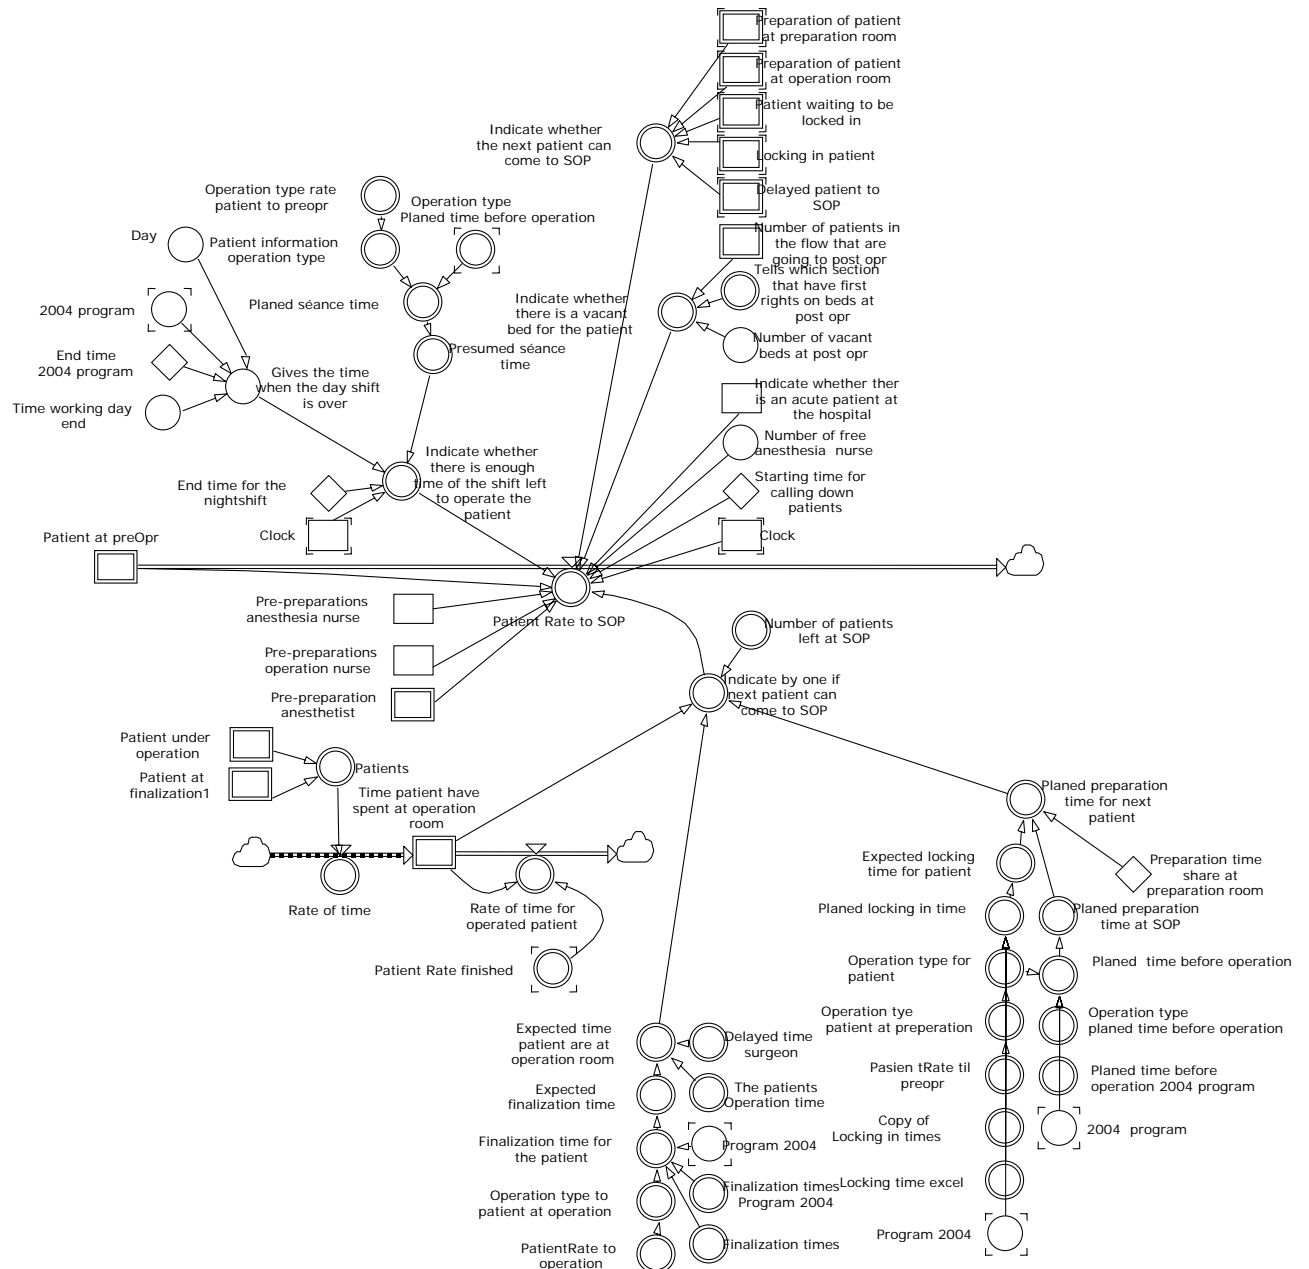 Preparation of patient
at preparation room
Preparation of patient
at operation room
Patient waiting to be
locked in
Locking in patient
Delayed patient to
SOP
Indicate whether
the next patient can
come to SOP
Operation type rate
patient to preopr
Operation type
Planed time before operation
Day
Patient information
operation type
Number of patients in
the flow that are
going to post opr
Tells which section
that have first
rights on beds at
post opr
Number of vacant
beds at post opr
2004 program
Planed séance time
Indicate whether
there is a vacant
bed for the patient
End time
2004 program
Presumed séance
time
Gives the time
when the day shift
is over
Time working day
end
Indicate whether ther
is an acute patient at
the hospital
Number of free
anesthesia  nurse
Starting time for
calling down
patients
Clock
Indicate whether
there is enough
time of the shift left
to operate the
patient
End time for the
nightshift
Clock
Patient at preOpr
Pre-preparations
anesthesia nurse
Patient Rate to SOP
Number of patients
left at SOP
Pre-preparations
operation nurse
Pre-preparation
anesthetist
Indicate by one if
next patient can
come to SOP
Patient under
operation
Patients
Patient at
finalization1
Time patient have
spent at operation
room
Planed preparation
time for next
patient
Rate of time
Rate of time for
operated patient
Patient Rate finished
Expected locking
time for patient
Preparation time
share at
preparation room
Planed locking in time
Planed preparation
time at SOP
Operation type for
patient
Planed  time before operation
Operation tye
patient at preperation
Operation type
planed time before operation
Pasien tRate til
preopr
Planed time before
operation 2004 program
Copy of
Locking in times
2004  program
Locking time excel
Program 2004
Expected time
patient are at
operation room
Delayed time
surgeon
Expected
finalization time
The patients
Operation time
Finalization time for
the patient
Program 2004
Operation type to
patient at operation
Finalization times
Program 2004
PatientRate to
operation
Finalization times